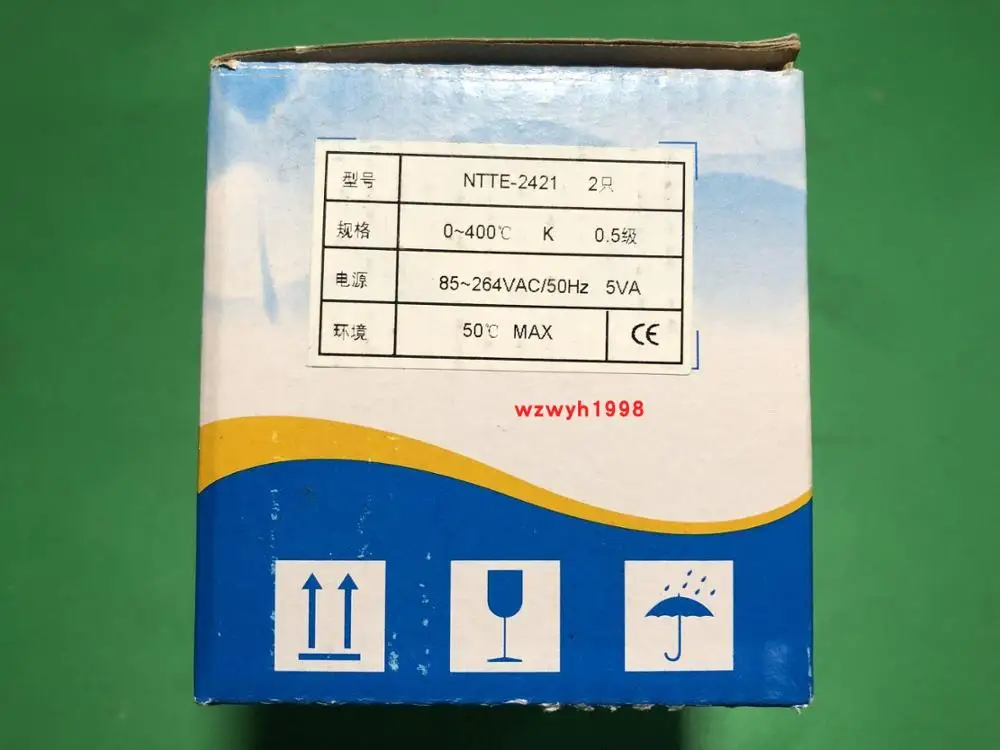 型号 NTTE-2421 2只
规格 0~400℃ K 0.5级
电源 85~264VAC/50Hz 5VA
环境 50℃ MAX CE
wzwyh1998